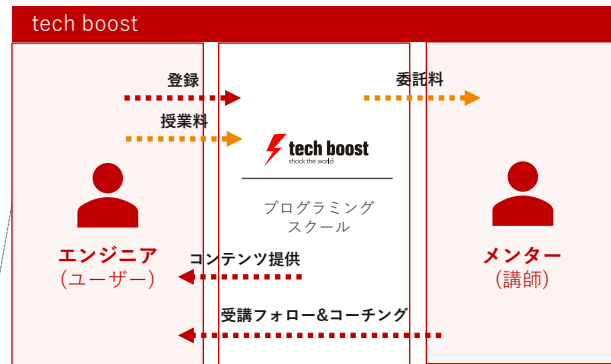 tech boost
登録
委託料
授業料
tech boost
shock the world
プログラミング
スクール
エンジニア
(ユーザー)
メンター
(講師)
コンテンツ提供
受講フォロー&コーチング